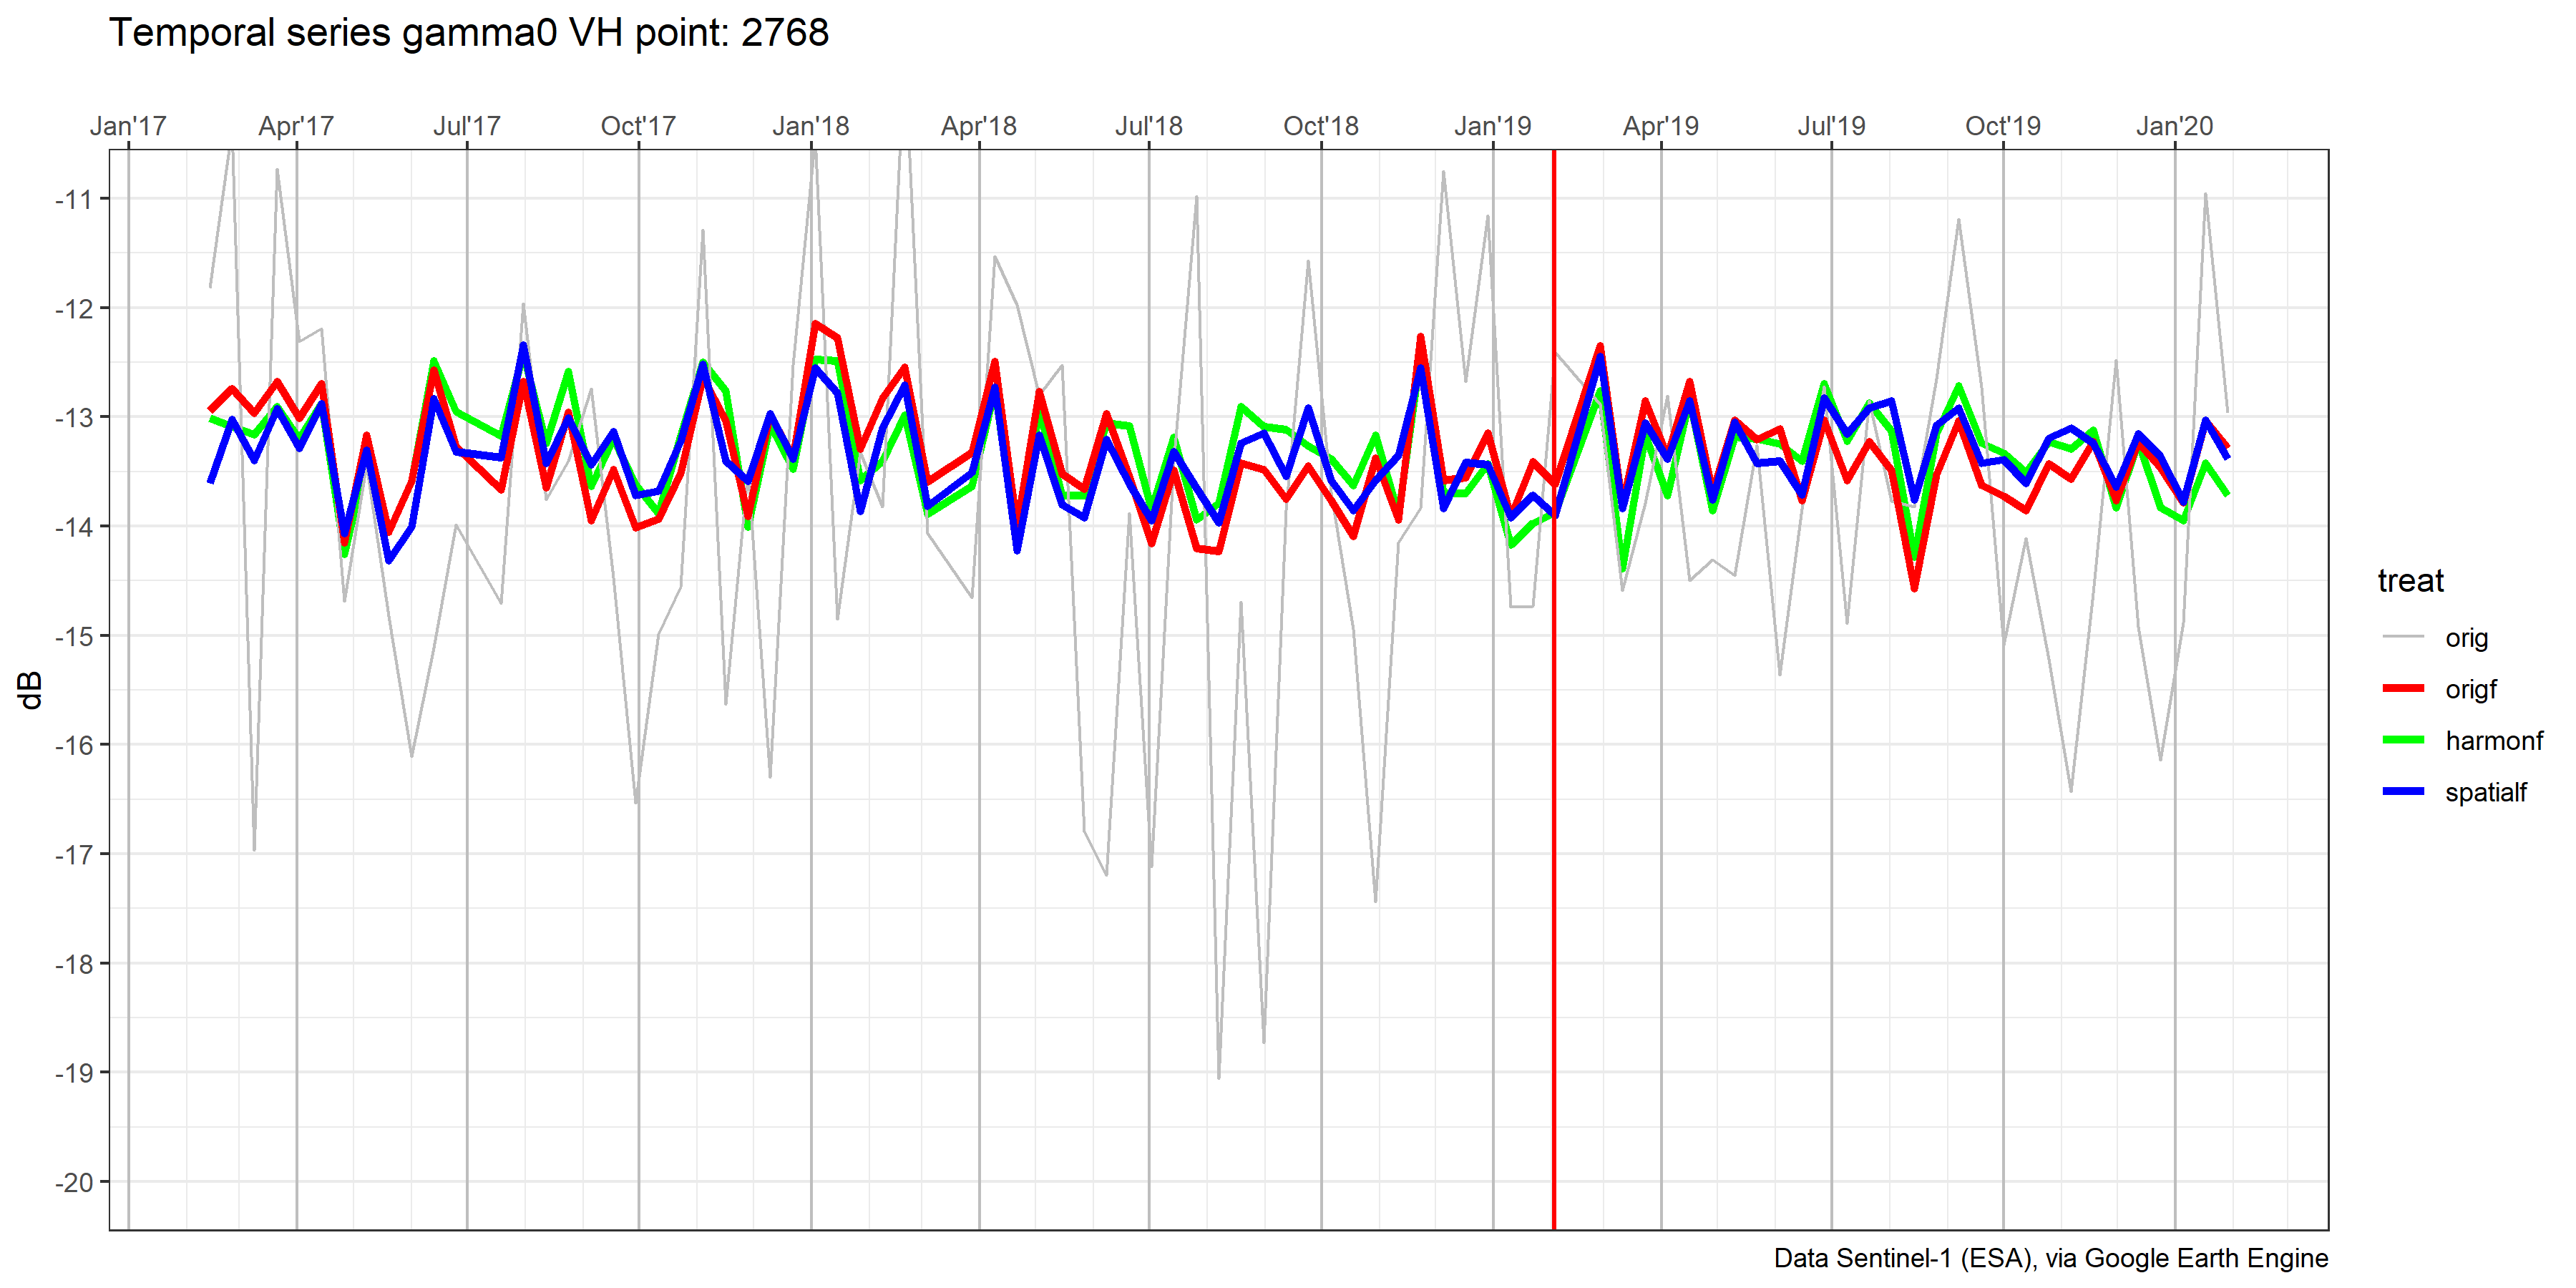 Temporal series gamma0 VH point: 2768
Jan'17 Apr'17 Jul'17 Oct'17 Jan'18 Apr'18 Jul'18 Oct'18 Jan'19 Apr'19 Jul'19 Oct'19 Jan'20
-11
-12
-13
-14
-15
-16
-17
-18
-19
-20
dB
treat
orig
origf
harmonf
spatialf
Data Sentinel-1 (ESA), via Google Earth Engine